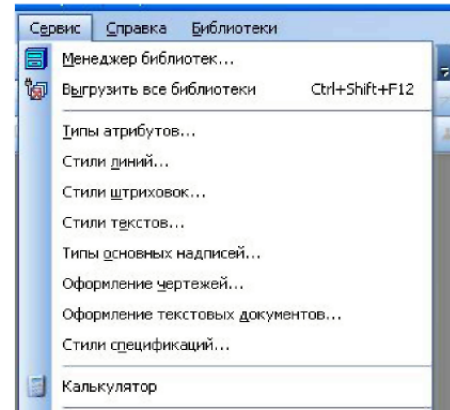 Сервис Справка Библиотеки
Менеджер библиотек...
Выгрузить все библиотеки Ctrl+Shift+F12
Типы атрибутов...
Стили линий...
Стили штриховок...
Стили текстов...
Типы основных надписей...
Оформление чертежей...
Оформление текстовых документов...
Стили спецификаций...
Калькулятор